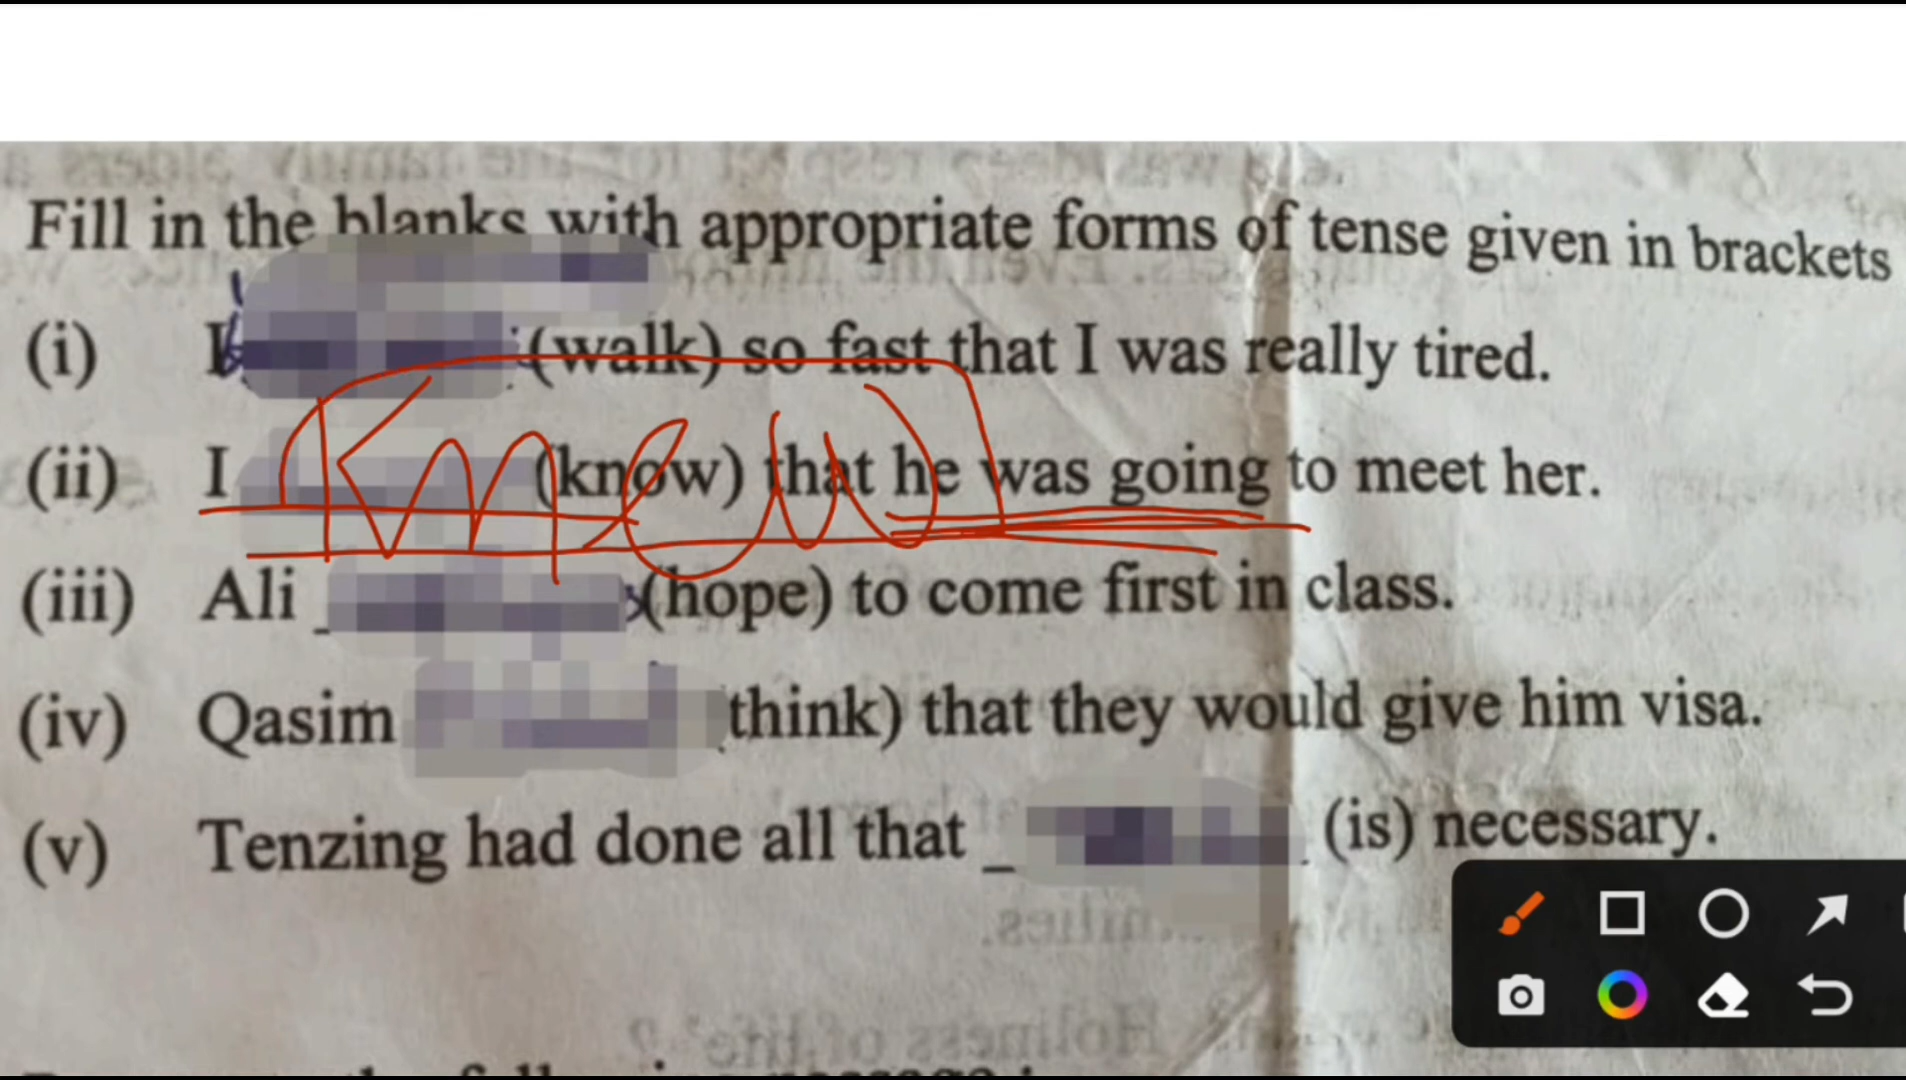 Fill in the blanks with appropriate forms of tense given in brackets
(i) I (walk) so fast that I was really tired.
(ii) I Knew (know) that he was going to meet her.
(iii) Ali _ (hope) to come first in class.
(iv) Qasim think) that they would give him visa.
(v) Tenzing had done all that _ (is) necessary.